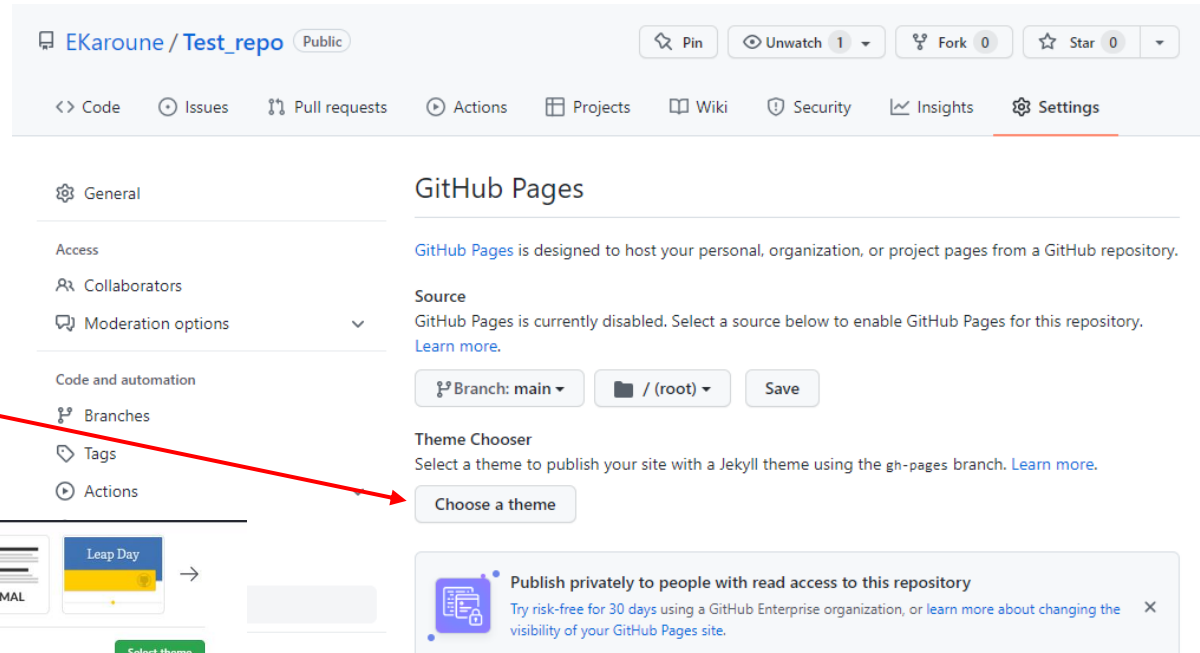 EKaroune / Test_repo Public
Pin
Unwatch 1
Fork 0
Star 0
Code
Issues
Pull requests
Actions
Projects
Wiki
Security
Insights
Settings
General
Access
Collaborators
Moderation options
Code and automation
Branches
Tags
Actions
GitHub Pages
GitHub Pages is designed to host your personal, organization, or project pages from a GitHub repository.
Source
GitHub Pages is currently disabled. Select a source below to enable GitHub Pages for this repository.
Learn more.
Branch: main
/ (root)
Save
Theme Chooser
Select a theme to publish your site with a Jekyll theme using the gh-pages branch. Learn more.
Choose a theme
MAL
Leap Day
Select theme
Publish privately to people with read access to this repository
Try risk-free for 30 days using a GitHub Enterprise organization, or learn more about changing the
visibility of your GitHub Pages site.